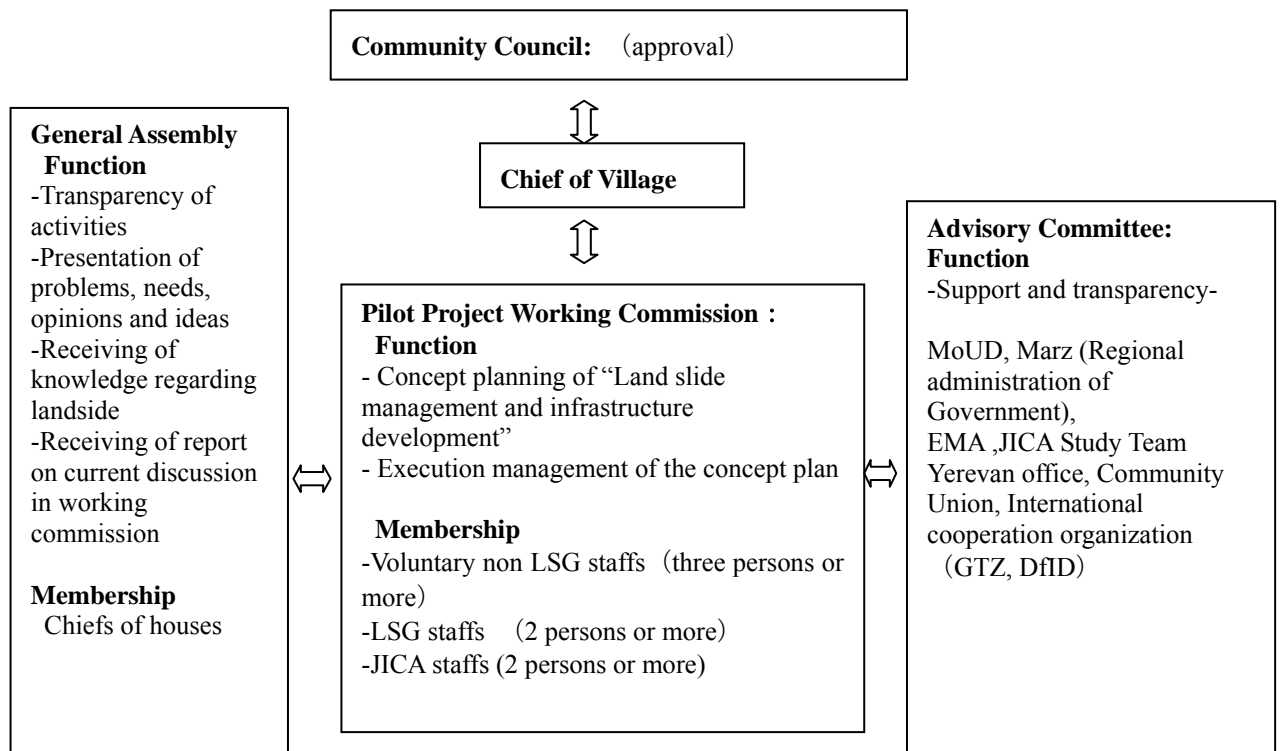 Community Council: （approval）
General Assembly
Function
-Transparency of
activities
-Presentation of
problems, needs,
opinions and ideas
-Receiving of
knowledge regarding
landside
-Receiving of report
on current discussion
in working
commission
Membership
Chiefs of houses
Chief of Village
Pilot Project Working Commission：
Function
- Concept planning of “Land slide
management and infrastructure
development”
- Execution management of the concept plan
Membership
-Voluntary non LSG staffs（three persons or
more）
-LSG staffs （2 persons or more）
-JICA staffs (2 persons or more)
Advisory Committee:
Function
-Support and transparency-
MoUD, Marz (Regional
administration of
Government),
EMA ,JICA Study Team
Yerevan office, Community
Union, International
cooperation organization
（GTZ, DfID）